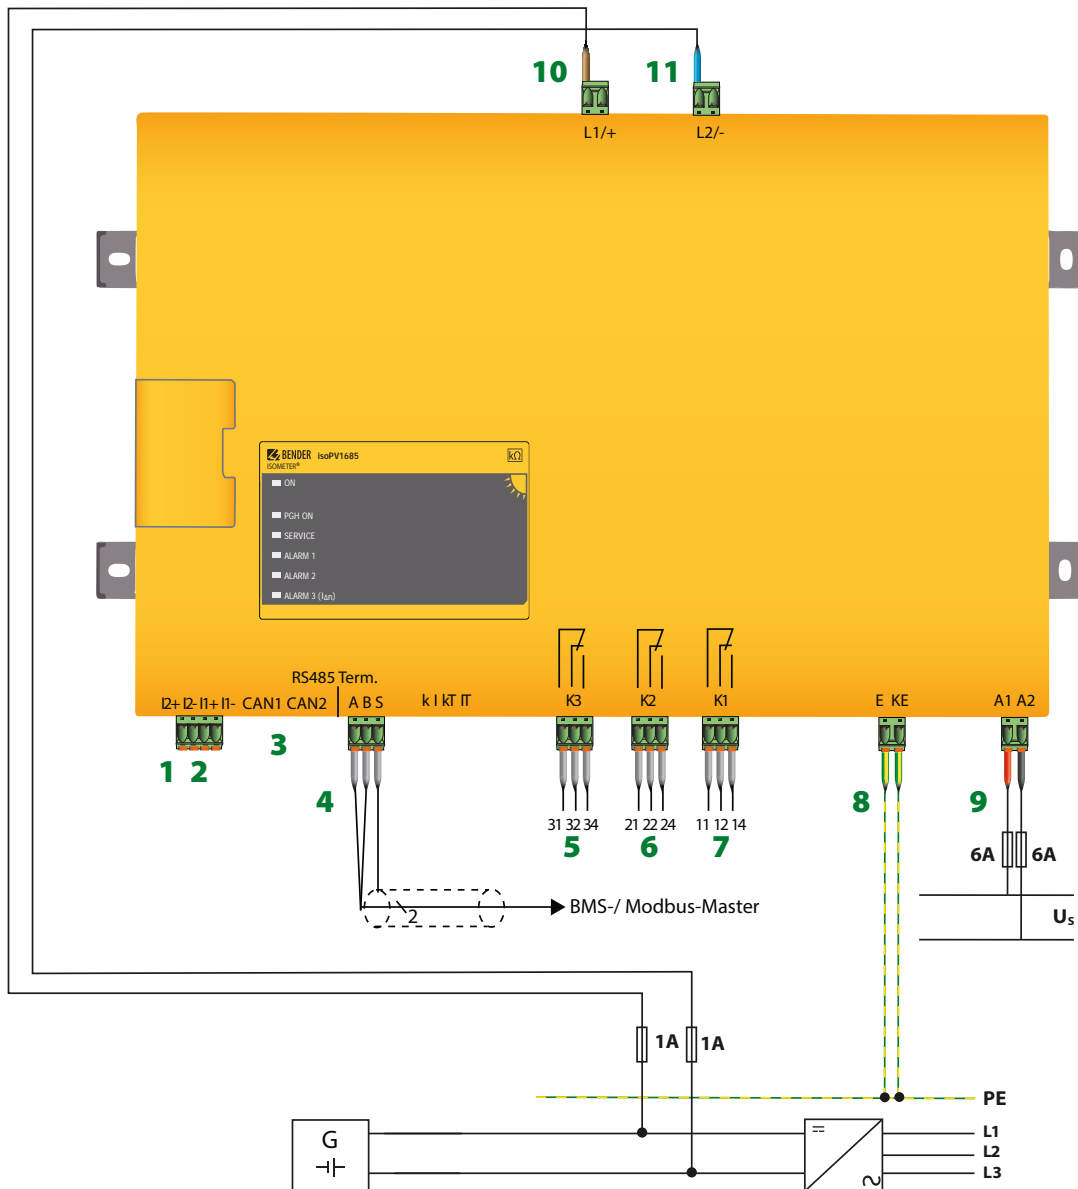 10
11
L1/+
L2/-
BENDER isoPV1685
kΩ
ISOMETER®
ON
PGH ON
SERVICE
ALARM 1
ALARM 2
ALARM 3 (IΔn)
RS485 Term.
I2+ I2- I1+ I1- CAN1 CAN2 A B S k l kT lT K3 K2 K1 E KE A1 A2
1 2 3
4
8
9
31 32 34
21 22 24
11 12 14
5
6
7
6A
6A
2
BMS-/ Modbus-Master
Us
1A
1A
PE
G
L1
L2
L3